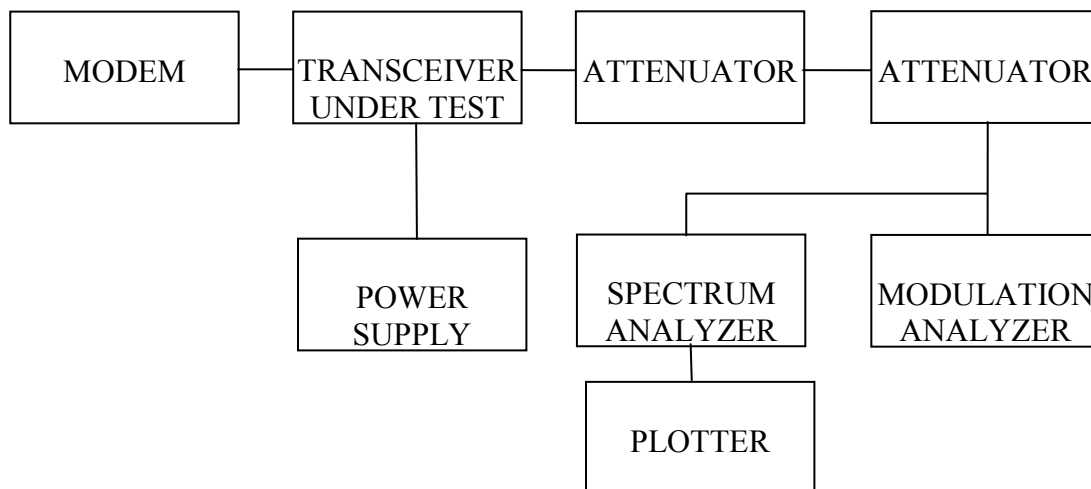 MODEM
TRANSCEIVER
UNDER TEST
ATTENUATOR
ATTENUATOR
POWER
SUPPLY
SPECTRUM
ANALYZER
MODULATION
ANALYZER
PLOTTER